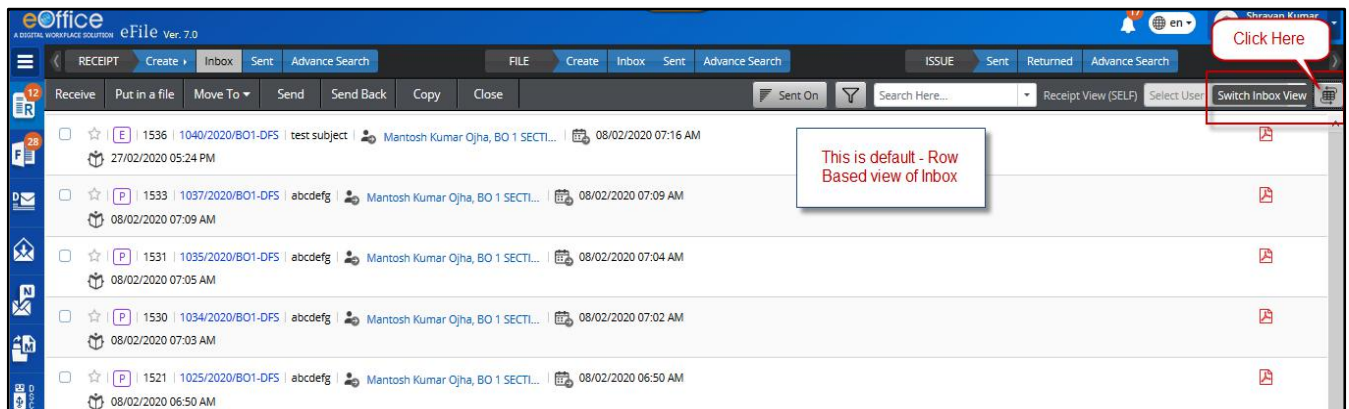 eOffice
A DIGITAL WORKPLACE SOLUTION eFile Ver. 7.0
17 en Shravan Kumar
Click Here
RECEIPT Create Inbox Sent Advance Search FILE Create Inbox Sent Advance Search ISSUE Sent Returned Advance Search
12 R Receive Put in a file Move To Send Send Back Copy Close Sent On Search Here... Receipt View (SELF) Select User Switch Inbox View
E 1536 1040/2020/BO1-DFS test subject Mantosh Kumar Ojha, BO 1 SECTI... 08/02/2020 07:16 AM
28 F 27/02/2020 05:24 PM
This is default - Row
Based view of Inbox
D P 1533 1037/2020/BO1-DFS abcdefg Mantosh Kumar Ojha, BO 1 SECTI... 08/02/2020 07:09 AM
08/02/2020 07:09 AM
P 1531 1035/2020/BO1-DFS abcdefg Mantosh Kumar Ojha, BO 1 SECTI... 08/02/2020 07:04 AM
08/02/2020 07:05 AM
N
P 1530 1034/2020/BO1-DFS abcdefg Mantosh Kumar Ojha, BO 1 SECTI... 08/02/2020 07:02 AM
M 08/02/2020 07:03 AM
P 1521 1025/2020/BO1-DFS abcdefg Mantosh Kumar Ojha, BO 1 SECTI... 08/02/2020 06:50 AM
DSC 08/02/2020 06:50 AM